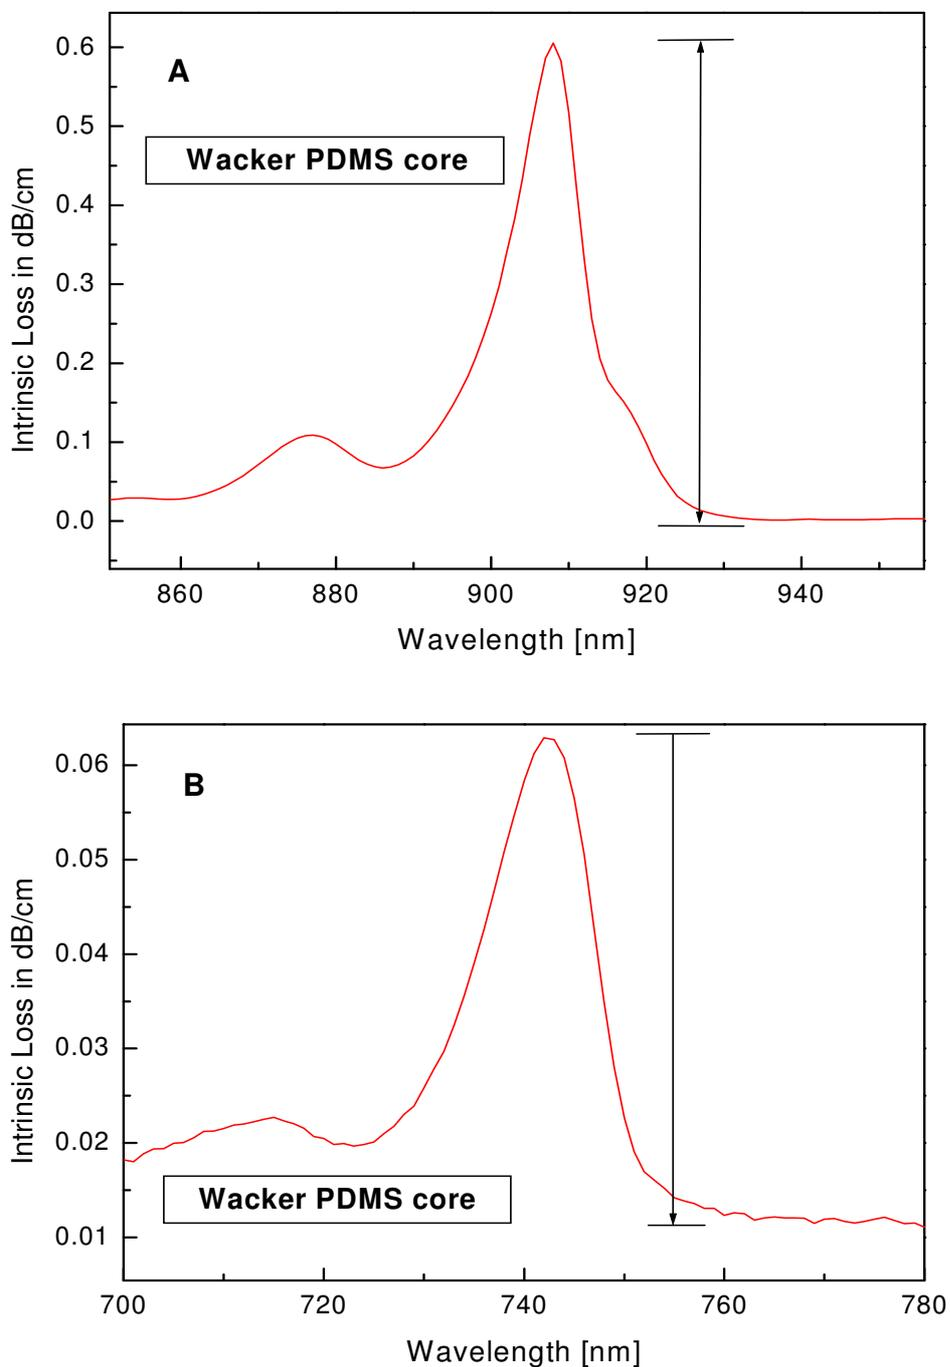 A
Wacker PDMS core
Intrinsic Loss in dB/cm
0.6
0.5
0.4
0.3
0.2
0.1
0.0
860 880 900 920 940
Wavelength [nm]
B
Wacker PDMS core
Intrinsic Loss in dB/cm
0.06
0.05
0.04
0.03
0.02
0.01
700 720 740 760 780
Wavelength [nm]